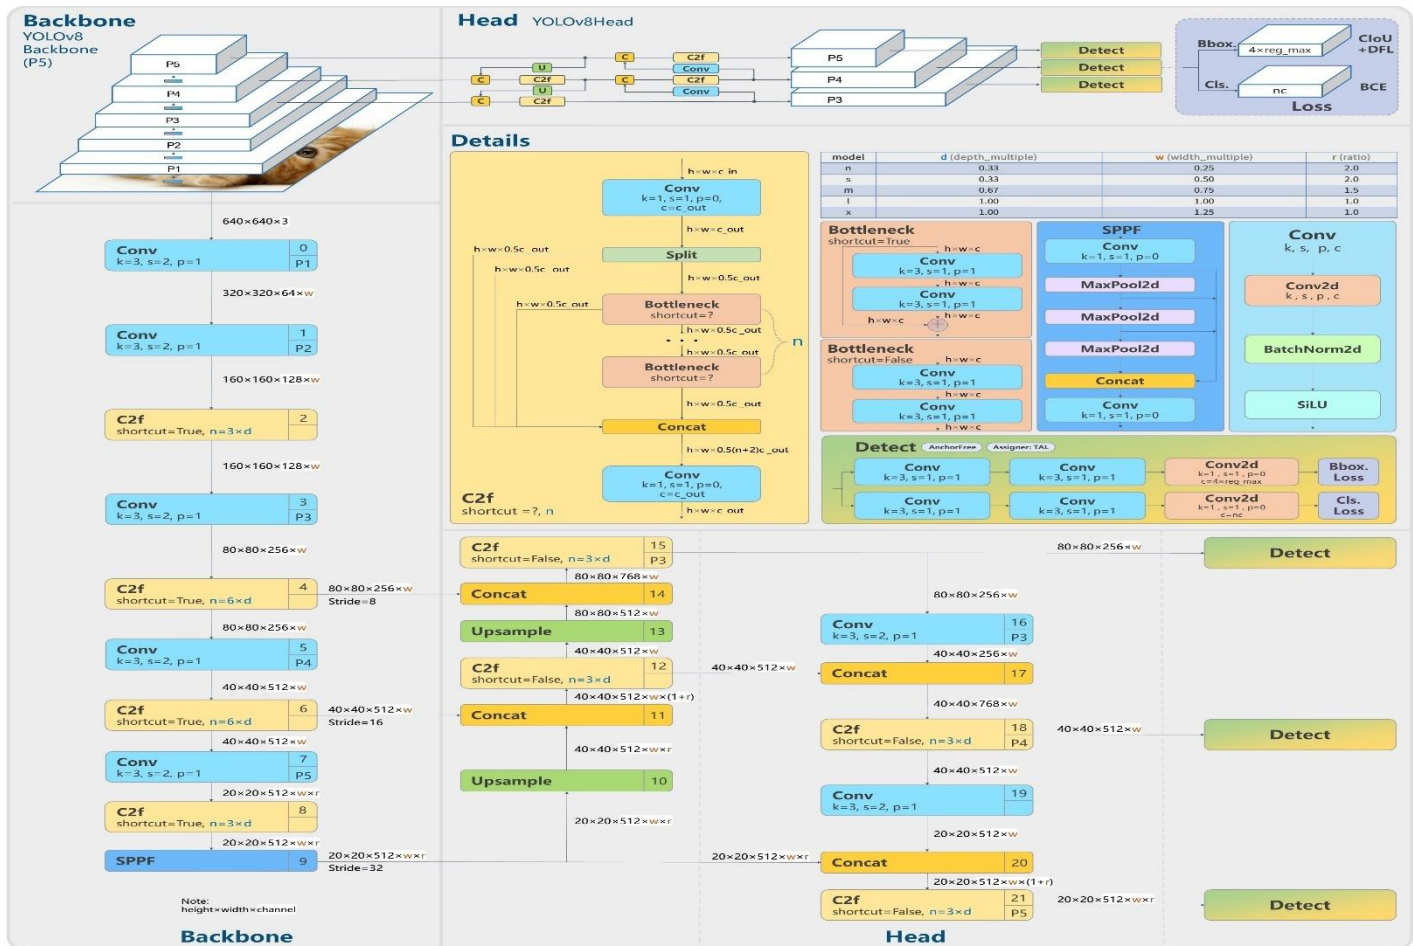 Backbone
YOLOv8
Backbone
(P5)
P5
P4
P3
P2
P1
Head YOLOv8Head
U
C
C2f
U
C
C2f
C
C2f
Conv
C
C2f
Conv
P5
P4
P3
Detect
Detect
Detect
Bbox.
4×reg_max
CIoU
+DFL
Cls.
nc
BCE
Loss
640×640×3
Conv
k=3, s=2, p=1
0
P1
320×320×64×w
Conv
k=3, s=2, p=1
1
P2
160×160×128×w
C2f
shortcut=True, n=3×d
2
160×160×128×w
Conv
k=3, s=2, p=1
3
P3
80×80×256×w
C2f
shortcut=True, n=6×d
4
80×80×256×w
Stride=8
80×80×256×w
Conv
k=3, s=2, p=1
5
P4
40×40×512×w
C2f
shortcut=True, n=6×d
6
40×40×512×w
Stride=16
40×40×512×w
Conv
k=3, s=2, p=1
7
P5
20×20×512×w×r
C2f
shortcut=True, n=3×d
8
20×20×512×w×r
SPPF
9
20×20×512×w×r
Stride=32
Note:
height×width×channel
Backbone
Details
h×w×c_in
Conv
k=1, s=1, p=0,
c=c_out
h×w×c_out
Split
h×w×0.5c_out
h×w×0.5c_out
h×w×0.5c_out
h×w×0.5c_out
Bottleneck
shortcut=?
h×w×0.5c_out
...
h×w×0.5c_out
n
Bottleneck
shortcut=?
h×w×0.5c_out
Concat
h×w=0.5(n+2)c_out
Conv
k=1, s=1, p=0,
c=c_out
h×w×c_out
C2f
shortcut =?, n
model d (depth_multiple) w (width_multiple) r (ratio)
n 0.33 0.25 2.0
s 0.33 0.50 2.0
m 0.67 0.75 1.5
l 1.00 1.00 1.0
x 1.00 1.25 1.0
Bottleneck
shortcut=True
h×w×c
Conv
k=3, s=1, p=1
h×w×c
Conv
k=3, s=1, p=1
h×w×c
h×w×c
Bottleneck
shortcut=False
h×w×c
Conv
k=3, s=1, p=1
h×w×c
Conv
k=3, s=1, p=1
h×w×c
SPPF
Conv
k=1, s=1, p=0
MaxPool2d
MaxPool2d
MaxPool2d
Concat
Conv
k=1, s=1, p=0
Conv
k, s, p, c
Conv2d
k, s, p, c
BatchNorm2d
SiLU
Detect
AnchorFree
Assigner: TAL
Conv
k=3, s=1, p=1
Conv
k=3, s=1, p=1
Conv2d
k=1, s=1, p=0
c=4×reg_max
Bbox.
Loss
Conv
k=3, s=1, p=1
Conv
k=3, s=1, p=1
Conv2d
k=1, s=1, p=0
c=nc
Cls.
Loss
C2f
shortcut=False, n=3×d
15
P3
80×80×768×w
Concat
14
80×80×512×w
Upsample
13
40×40×512×w
C2f
shortcut=False, n=3×d
12
40×40×512×w×(1+r)
Concat
11
40×40×512×w×r
Upsample
10
20×20×512×w×r
80×80×256×w
Detect
80×80×256×w
Conv
k=3, s=2, p=1
16
P3
40×40×256×w
40×40×512×w
Concat
17
40×40×768×w
C2f
shortcut=False, n=3×d
18
P4
40×40×512×w
Detect
40×40×512×w
Conv
k=3, s=2, p=1
19
20×20×512×w
20×20×512×w×r
Concat
20
20×20×512×w×(1+r)
C2f
shortcut=False, n=3×d
21
P5
20×20×512×w×r
Detect
Head